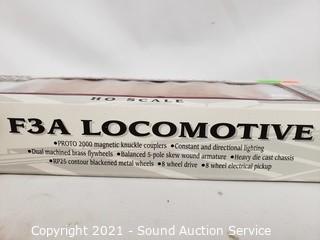 HO SCALE
F3A LOCOMOTIVE
•PROTO 2000 magnetic knuckle couplers •Constant and directional lighting
•Dual machined brass flywheels •Balanced 5-pole skew wound armature •Heavy die cast chassis
•RP25 contour blackened metal wheels •8 wheel drive •8 wheel electrical pickup
Copyright 2021 - Sound Auction Service